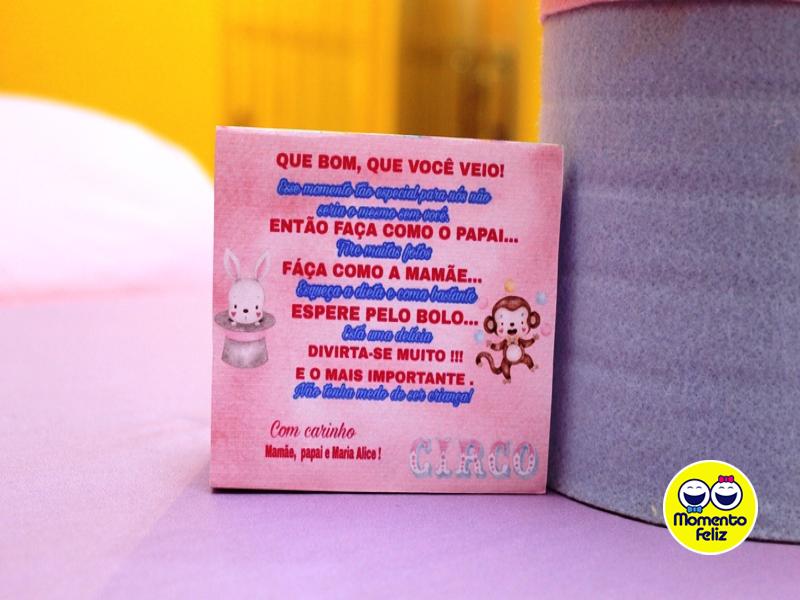 QUE BOM, QUE VOCÊ VEIO!
Esse momento tão especial para nós não
seria o mesmo sem você.
ENTÃO FAÇA COMO O PAPAI...
Tire muitas fotos
FÁÇA COMO A MAMÃE...
Esqueça a dieta e coma bastante
ESPERE PELO BOLO...
Está uma delícia
DIVIRTA-SE MUITO !!!
E O MAIS IMPORTANTE .
Não tenha medo de ser criança!
Com carinho
Mamãe, papai e Maria Alice !
CIRCO
Momento
Feliz